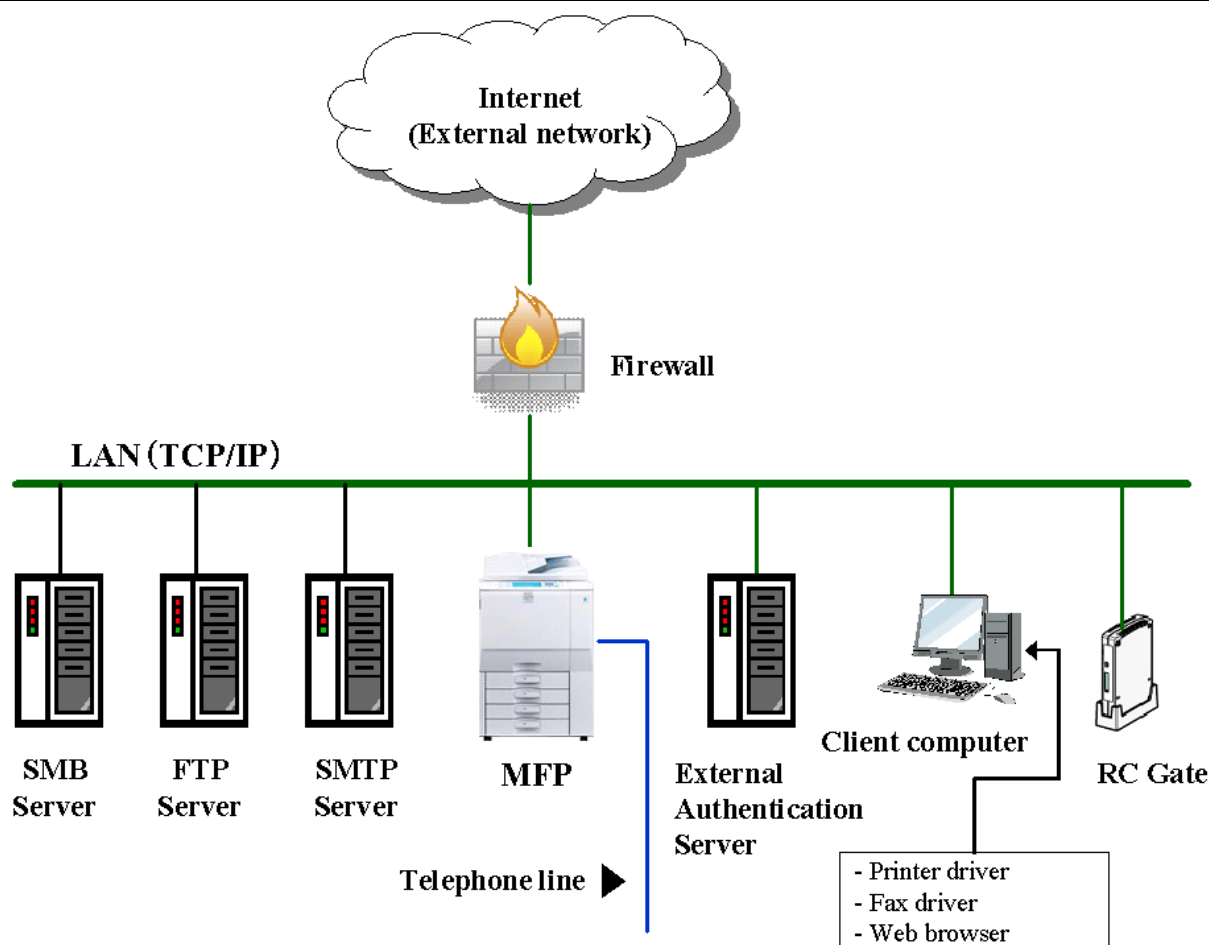 Internet
(External network)
Firewall
LAN (TCP/IP)
SMB
Server
FTP
Server
SMTP
Server
MFP
External
Authentication
Server
Client computer
RC Gate
Telephone line
- Printer driver
- Fax driver
- Web browser